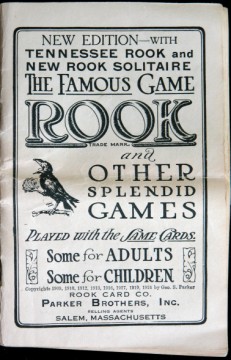 NEW EDITION—WITH
TENNESSEE ROOK AND
NEW ROOK SOLITAIRE
THE FAMOUS GAME
ROOK
TRADE MARK.
and
OTHER
SPLENDID
GAMES
PLAYED with the SAME CARDS.
Some for ADULTS
Some for CHILDREN.
ROOK CARD CO.
PARKER BROTHERS, INC.
SELLING AGENTS
SALEM, MASSACHUSETTS